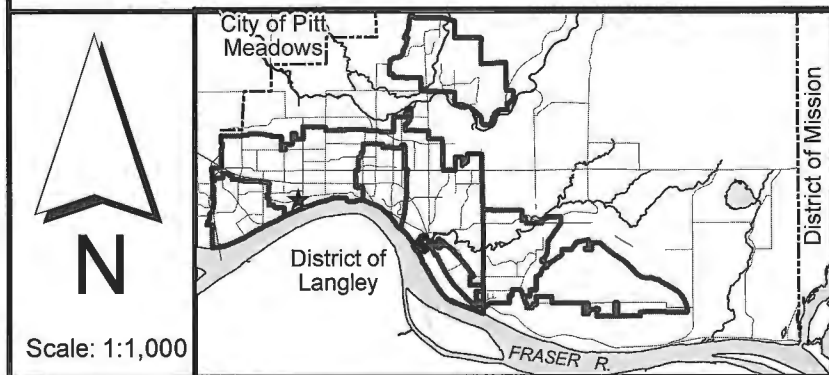 City of Pitt
Meadows
District of Mission
District of
Langley
N
Scale: 1:1,000
FRASER R.